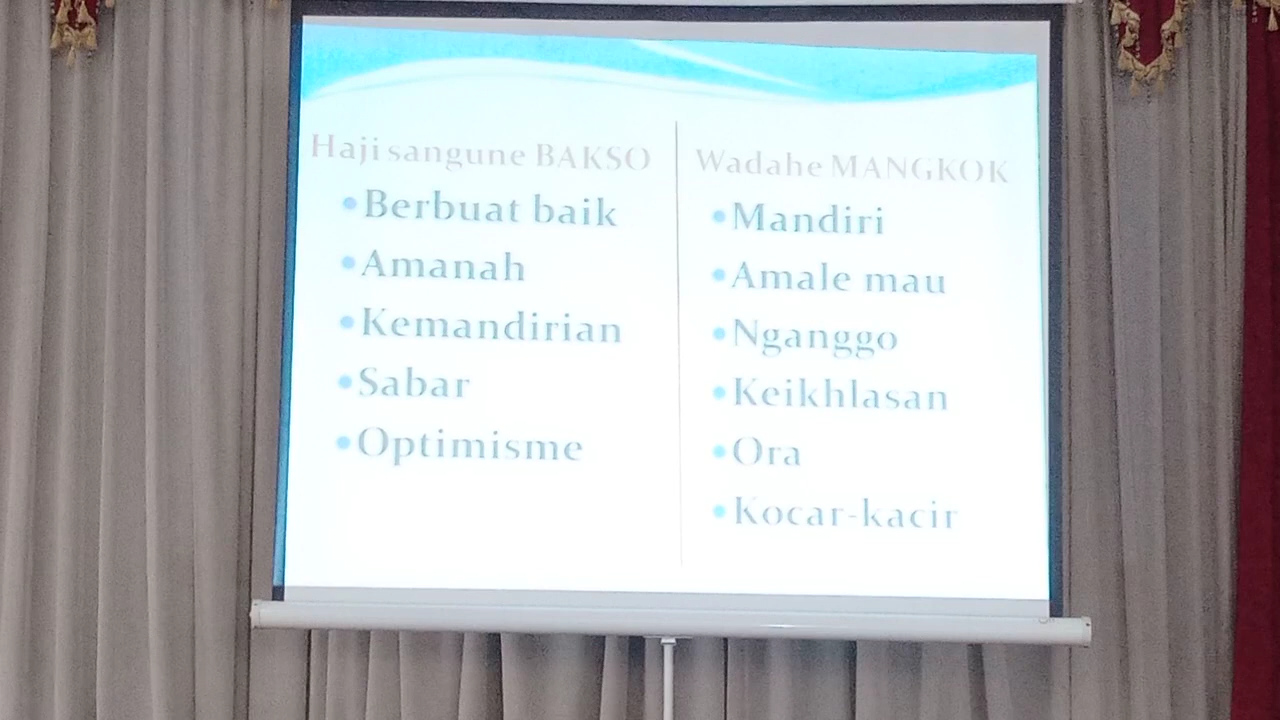 Haji sangune BAKSO
Berbuat baik
Amanah
Kemandirian
Sabar
Optimisme
Wadahe MANGKOK
Mandiri
Amale mau
Nganggo
Keikhlasan
Ora
Kocar-kacir